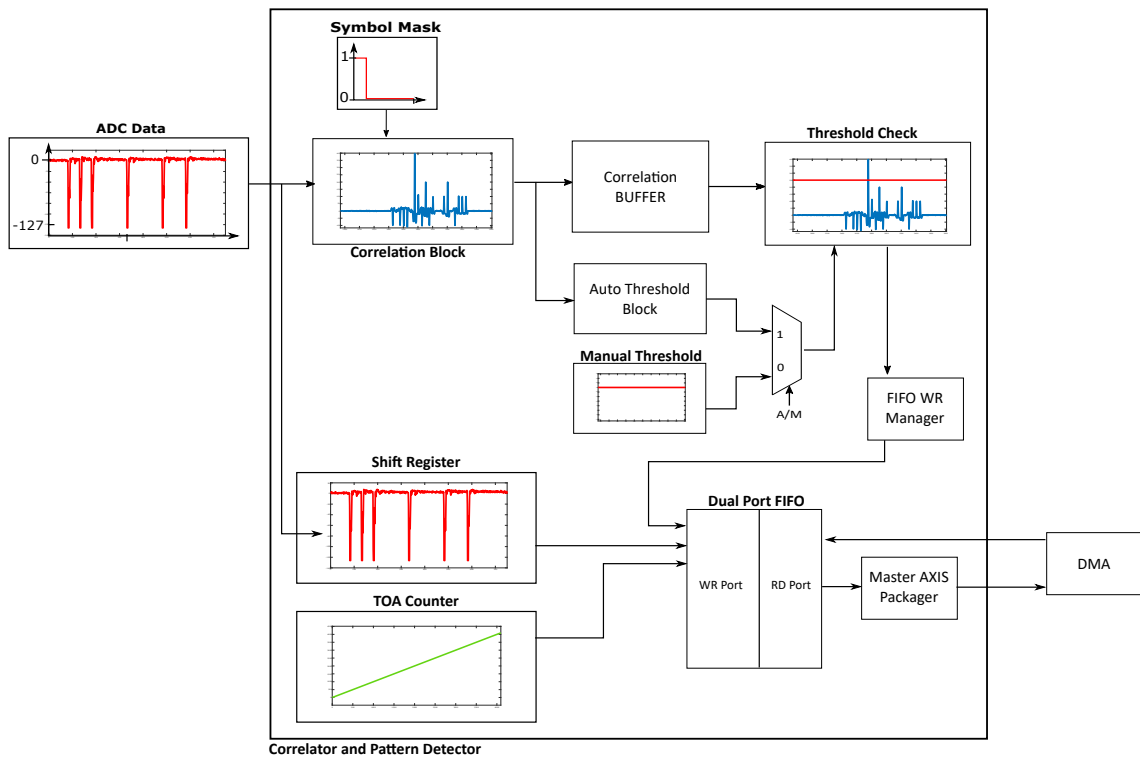 Symbol Mask
1
0
ADC Data
0
-127
Correlation Block
Correlation
BUFFER
Threshold Check
Auto Threshold
Block
1
0
A/M
Manual Threshold
FIFO WR
Manager
Shift Register
Dual Port FIFO
WR Port
RD Port
Master AXIS
Packager
DMA
TOA Counter
Correlator and Pattern Detector